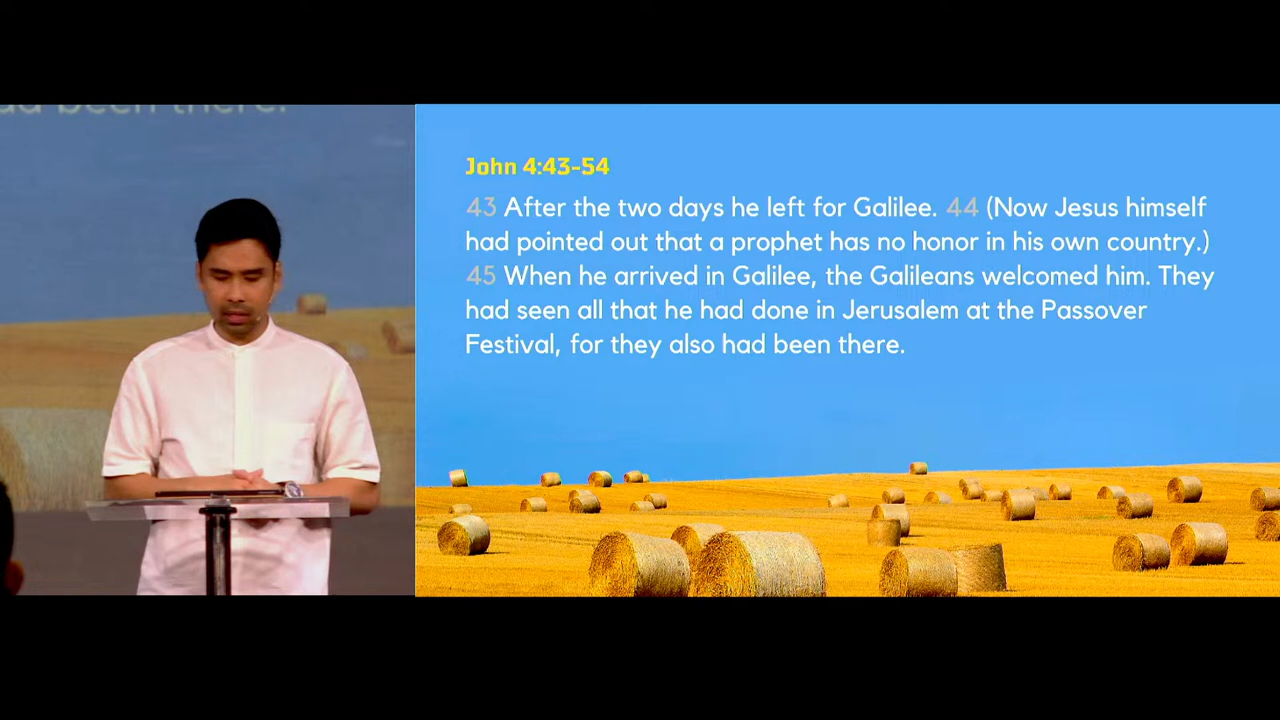 had been there.
John 4:43-54
43 After the two days he left for Galilee. 44 (Now Jesus himself
had pointed out that a prophet has no honor in his own country.)
45 When he arrived in Galilee, the Galileans welcomed him. They
had seen all that he had done in Jerusalem at the Passover
Festival, for they also had been there.